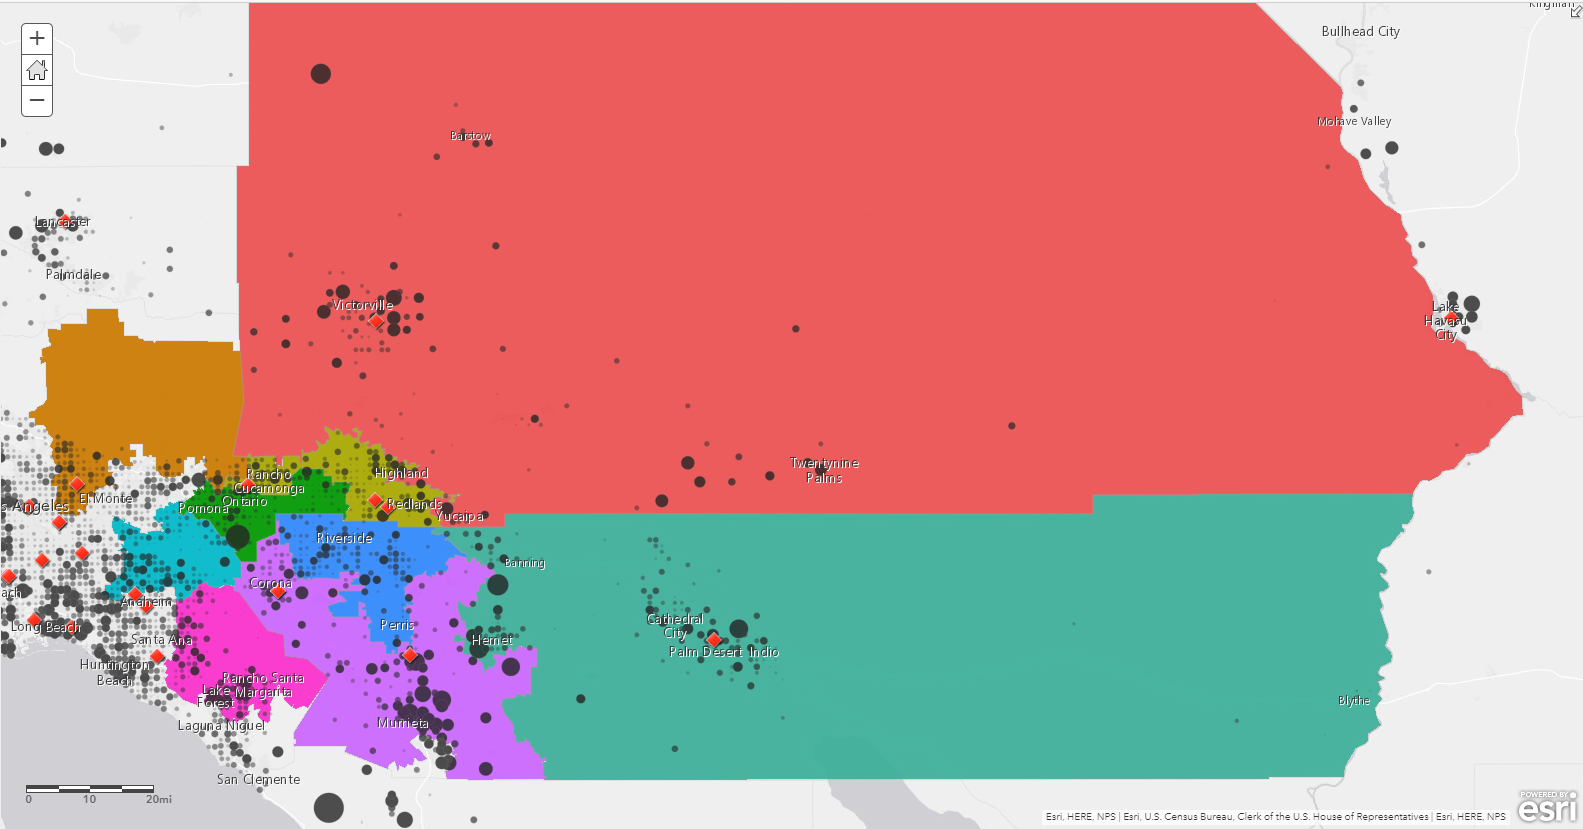 Kingman
Bullhead City
+
−
Barstow
Mohave Valley
Lancaster
Palmdale
Victorville
Lake
Havasu
City
Twentynine
Palms
Rancho
Cucamonga
Highland
El Monte
Pomona
Ontario
Redlands
s Angeles
Yucaipa
Riverside
Banning
Corona
ach
Anaheim
Long Beach
Perris
Cathedral
City
Santa Ana
Hemet
Palm Desert
Indio
Huntington
Beach
Rancho Santa
Margarita
Lake
Forest
Blythe
Laguna Niguel
Murrieta
San Clemente
0 10 20mi
POWERED BY
esri
Esri, HERE, NPS | Esri, U.S. Census Bureau, Clerk of the U.S. House of Representatives | Esri, HERE, NPS